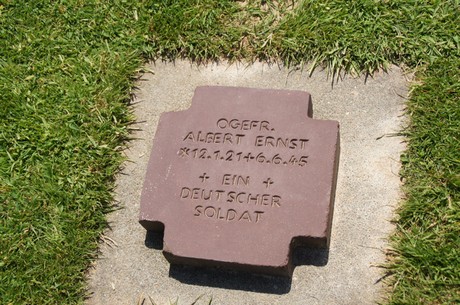 OGEFR.
ALBERT ERNST
*12.1.21+6.6.45
+ EIN +
DEUTSCHER
SOLDAT